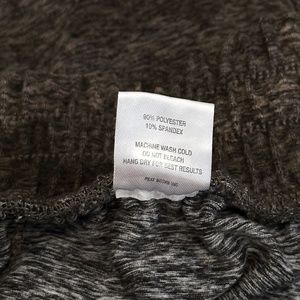 90% POLYESTER
10% SPANDEX
MACHINE WASH COLD
DO NOT BLEACH
HANG DRY FOR BEST RESULTS